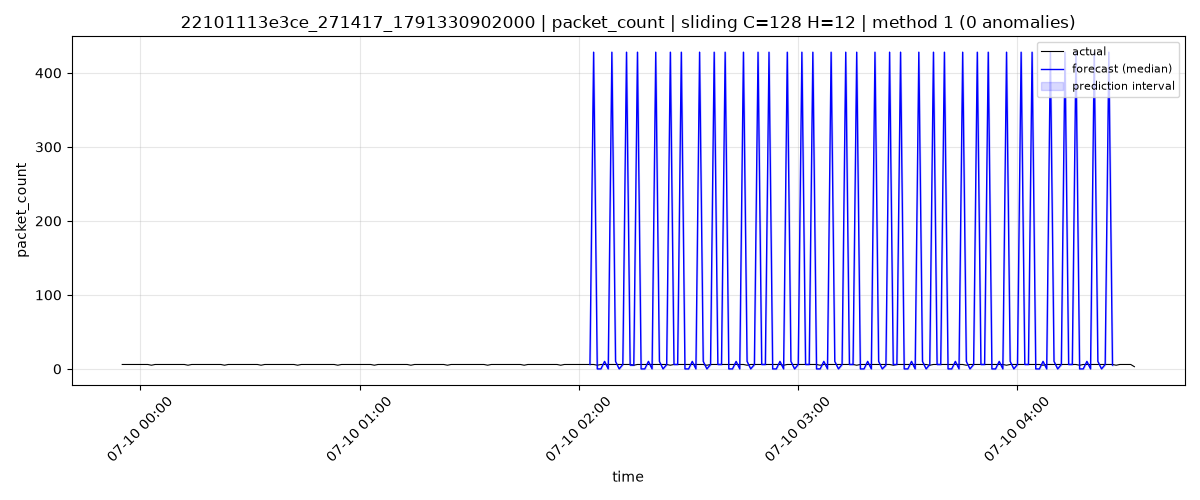 22101113e3ce_271417_1791330902000 | packet_count | sliding C=128 H=12 | method 1 (0 anomalies)
actual
forecast (median)
prediction interval
packet_count
400
300
200
100
0
07-10 00:00
07-10 01:00
07-10 02:00
07-10 03:00
07-10 04:00
time